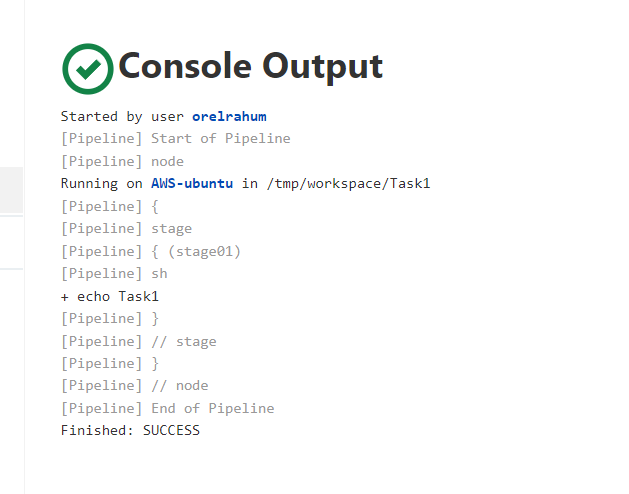 Console Output
Started by user orelrahum
[Pipeline] Start of Pipeline
[Pipeline] node
Running on AWS-ubuntu in /tmp/workspace/Task1
[Pipeline] {
[Pipeline] stage
[Pipeline] { (stage01)
[Pipeline] sh
+ echo Task1
[Pipeline] }
[Pipeline] // stage
[Pipeline] }
[Pipeline] // node
[Pipeline] End of Pipeline
Finished: SUCCESS